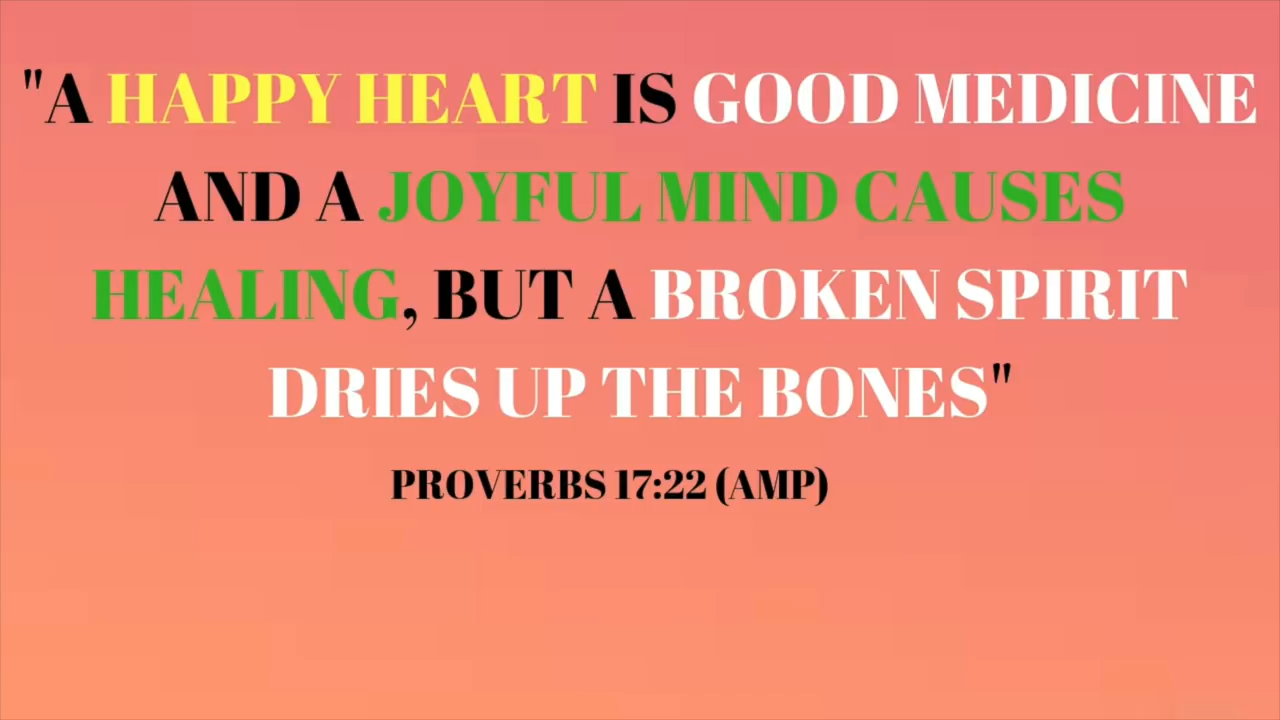 "A HAPPY HEART IS GOOD MEDICINE
AND A JOYFUL MIND CAUSES
HEALING, BUT A BROKEN SPIRIT
DRIES UP THE BONES"
PROVERBS 17:22 (AMP)